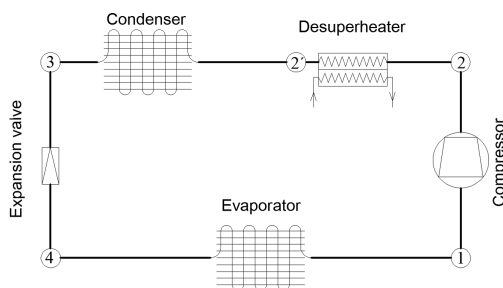 Condenser
Desuperheater
3
2'
2
Expansion valve
Compressor
Evaporator
4
1